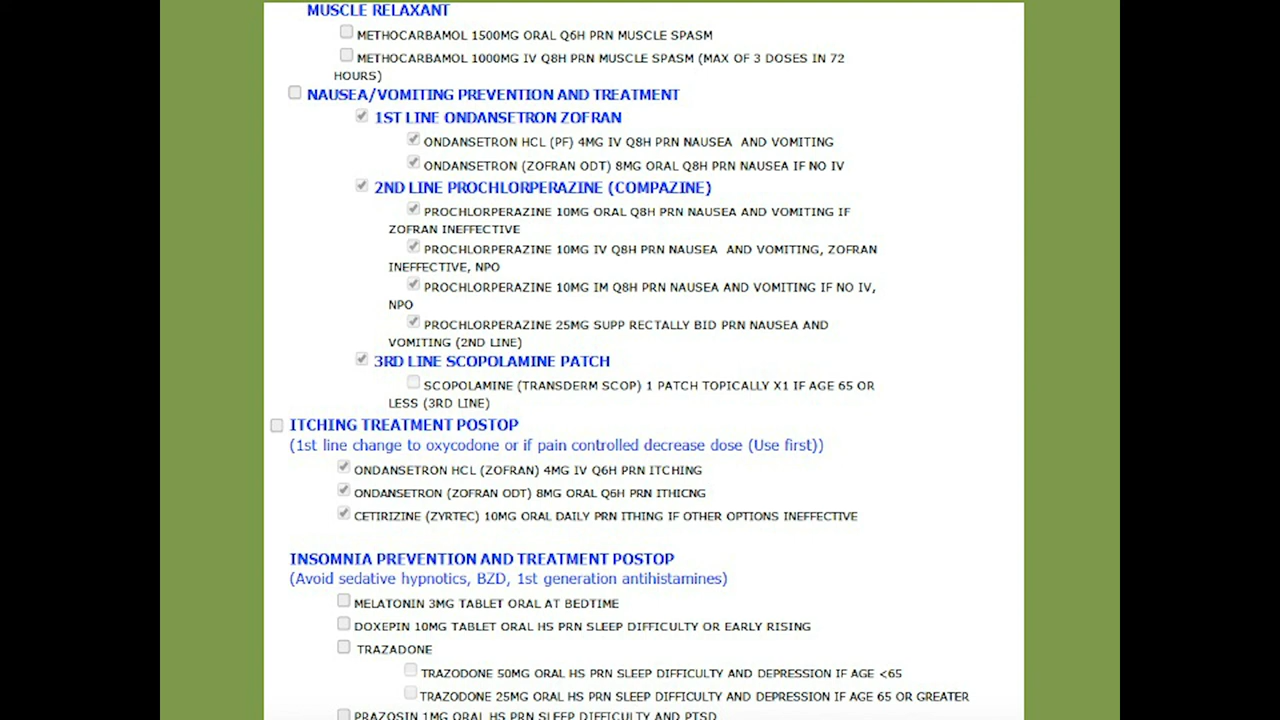 MUSCLE RELAXANT
METHOCARBAMOL 1500MG ORAL Q6H PRN MUSCLE SPASM
METHOCARBAMOL 1000MG IV Q8H PRN MUSCLE SPASM (MAX OF 3 DOSES IN 72
HOURS)
NAUSEA/VOMITING PREVENTION AND TREATMENT
1ST LINE ONDANSETRON ZOFRAN
ONDANSETRON HCL (PF) 4MG IV Q8H PRN NAUSEA AND VOMITING
ONDANSETRON (ZOFRAN ODT) 8MG ORAL Q8H PRN NAUSEA IF NO IV
2ND LINE PROCHLORPERAZINE (COMPAZINE)
PROCHLORPERAZINE 10MG ORAL Q8H PRN NAUSEA AND VOMITING IF
ZOFRAN INEFFECTIVE
PROCHLORPERAZINE 10MG IV Q8H PRN NAUSEA AND VOMITING, ZOFRAN
INEFFECTIVE, NPO
PROCHLORPERAZINE 10MG IM Q8H PRN NAUSEA AND VOMITING IF NO IV,
NPO
PROCHLORPERAZINE 25MG SUPP RECTALLY BID PRN NAUSEA AND
VOMITING (2ND LINE)
3RD LINE SCOPOLAMINE PATCH
SCOPOLAMINE (TRANSDERM SCOP) 1 PATCH TOPICALLY X1 IF AGE 65 OR
LESS (3RD LINE)
ITCHING TREATMENT POSTOP
(1st line change to oxycodone or if pain controlled decrease dose (Use first))
ONDANSETRON HCL (ZOFRAN) 4MG IV Q6H PRN ITCHING
ONDANSETRON (ZOFRAN ODT) 8MG ORAL Q6H PRN ITHICNG
CETIRIZINE (ZYRTEC) 10MG ORAL DAILY PRN ITHING IF OTHER OPTIONS INEFFECTIVE
INSOMNIA PREVENTION AND TREATMENT POSTOP
(Avoid sedative hypnotics, BZD, 1st generation antihistamines)
MELATONIN 3MG TABLET ORAL AT BEDTIME
DOXEPIN 10MG TABLET ORAL HS PRN SLEEP DIFFICULTY OR EARLY RISING
TRAZADONE
TRAZODONE 50MG ORAL HS PRN SLEEP DIFFICULTY AND DEPRESSION IF AGE <65
TRAZODONE 25MG ORAL HS PRN SLEEP DIFFICULTY AND DEPRESSION IF AGE 65 OR GREATER
PRAZOSIN 1MG ORAL HS PRN SLEEP DIFFICULTY AND PTSD